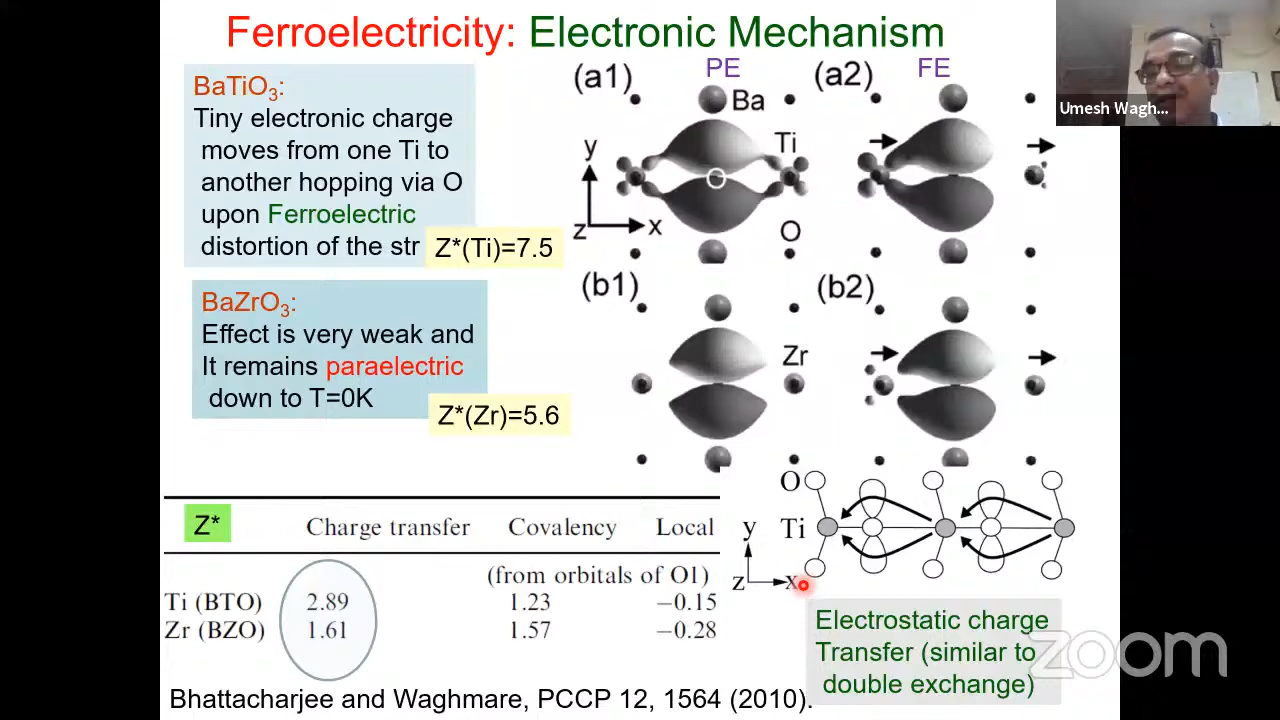 Ferroelectricity: Electronic Mechanism
BaTiO3:
Tiny electronic charge
moves from one Ti to
another hopping via O
upon Ferroelectric
distortion of the str
Z*(Ti)=7.5
BaZrO3:
Effect is very weak and
It remains paraelectric
down to T=0K
Z*(Zr)=5.6
(a1)
PE
Ba
Ti
y
O
z
x
O
(a2)
FE
(b1)
Zr
(b2)
Umesh Wagh...
Z* Charge transfer Covalency Local
(from orbitals of O1)
Ti (BTO) 2.89 1.23 −0.15
Zr (BZO) 1.61 1.57 −0.28
O
y Ti
z x
Electrostatic charge
Transfer (similar to
double exchange)
zoom
Bhattacharjee and Waghmare, PCCP 12, 1564 (2010).